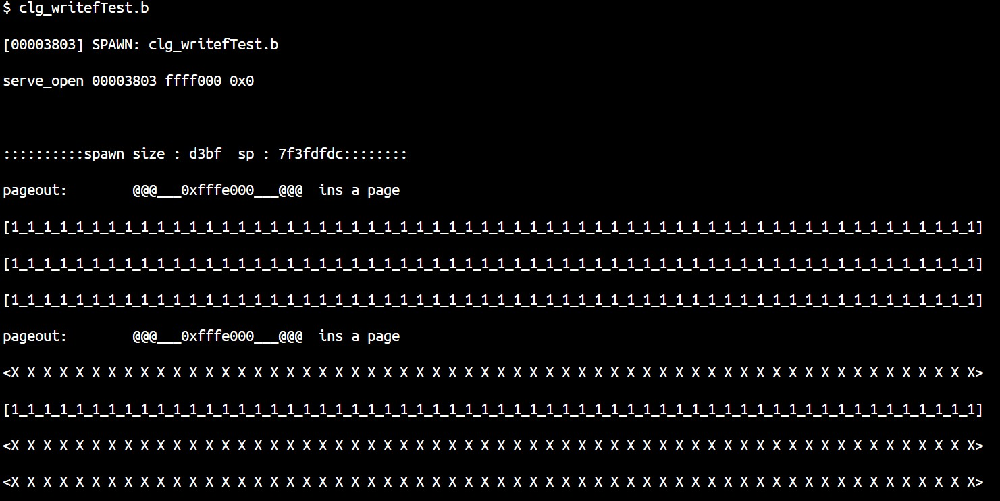 $ clg_writefTest.b
[00003803] SPAWN: clg_writefTest.b
serve_open 00003803 ffff000 0x0
::::::::::spawn size : d3bf  sp : 7f3fdfdc::::::::
pageout:        @@@___0xfffe000___@@@  ins a page
[1_1_1_1_1_1_1_1_1_1_1_1_1_1_1_1_1_1_1_1_1_1_1_1_1_1_1_1_1_1_1_1_1_1_1_1_1_1_1_1_1_1_1_1_1_1_1_1_1_1_1_1_1_1_1_1_1_1_1_1]
[1_1_1_1_1_1_1_1_1_1_1_1_1_1_1_1_1_1_1_1_1_1_1_1_1_1_1_1_1_1_1_1_1_1_1_1_1_1_1_1_1_1_1_1_1_1_1_1_1_1_1_1_1_1_1_1_1_1_1_1]
[1_1_1_1_1_1_1_1_1_1_1_1_1_1_1_1_1_1_1_1_1_1_1_1_1_1_1_1_1_1_1_1_1_1_1_1_1_1_1_1_1_1_1_1_1_1_1_1_1_1_1_1_1_1_1_1_1_1_1_1]
pageout:        @@@___0xfffe000___@@@  ins a page
<X X X X X X X X X X X X X X X X X X X X X X X X X X X X X X X X X X X X X X X X X X X X X X X X X X X X X X X X X X X X>
[1_1_1_1_1_1_1_1_1_1_1_1_1_1_1_1_1_1_1_1_1_1_1_1_1_1_1_1_1_1_1_1_1_1_1_1_1_1_1_1_1_1_1_1_1_1_1_1_1_1_1_1_1_1_1_1_1_1_1_1]
<X X X X X X X X X X X X X X X X X X X X X X X X X X X X X X X X X X X X X X X X X X X X X X X X X X X X X X X X X X X X>
<X X X X X X X X X X X X X X X X X X X X X X X X X X X X X X X X X X X X X X X X X X X X X X X X X X X X X X X X X X X X>